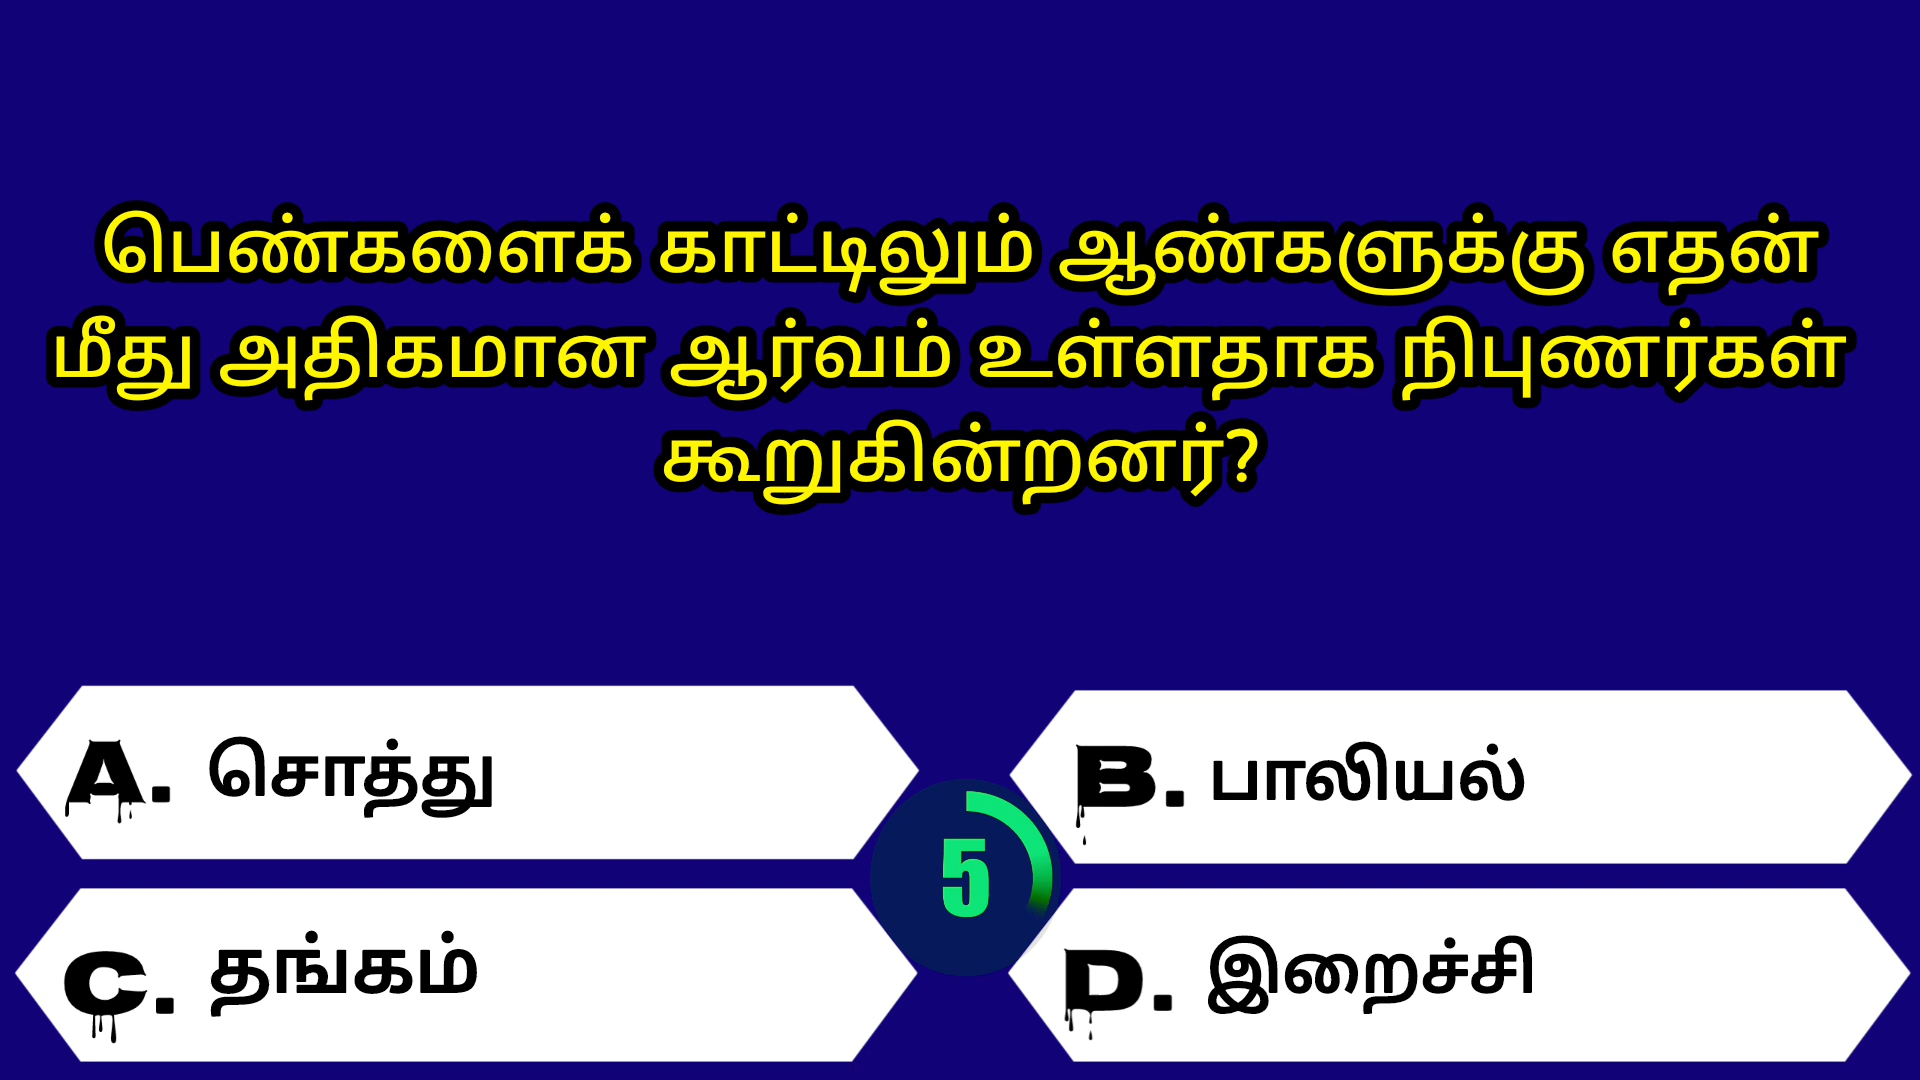 பெண்களைக் காட்டிலும் ஆண்களுக்கு எதன்
மீது அதிகமான ஆர்வம் உள்ளதாக நிபுணர்கள்
கூறுகின்றனர்?
A. சொத்து
B. பாலியல்
5
C. தங்கம்
D. இறைச்சி